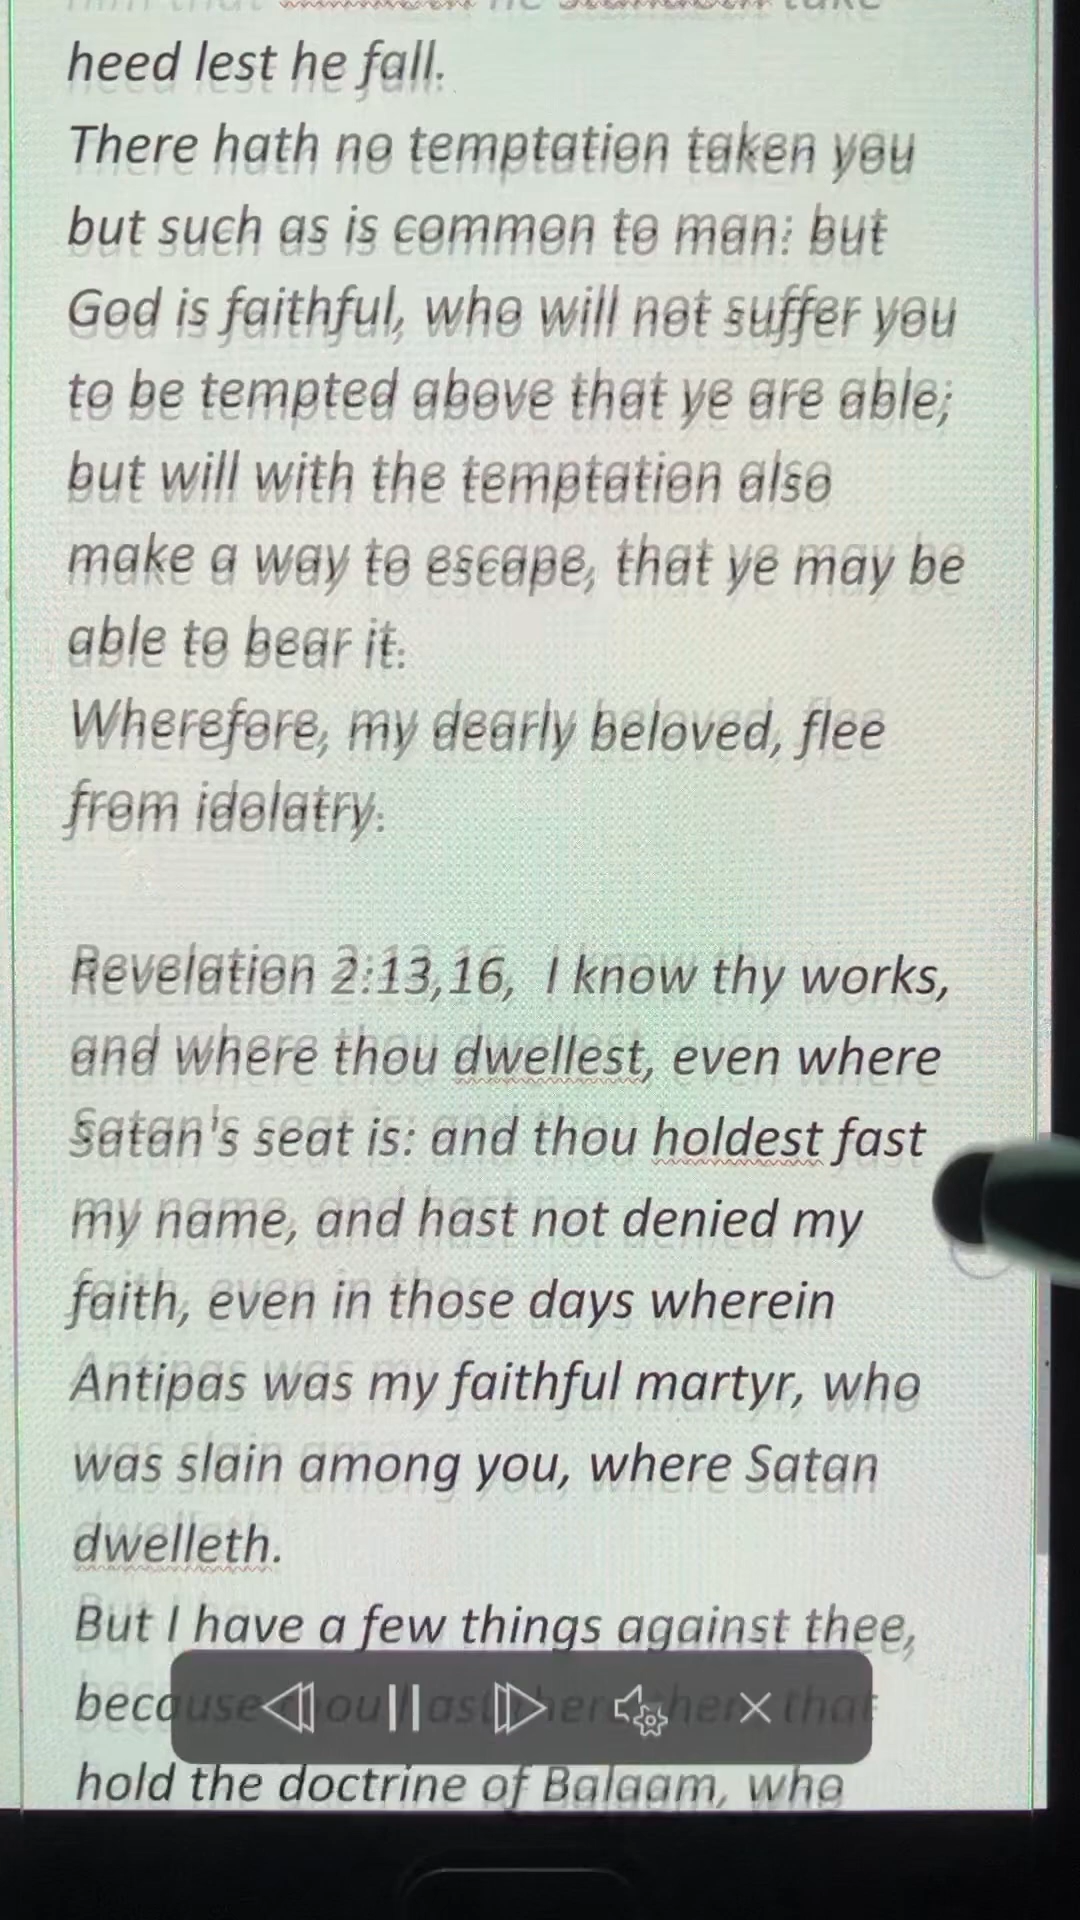 heed lest he fall.
There hath no temptation taken you
but such as is common to man: but
God is faithful, who will not suffer you
to be tempted above that ye are able;
but will with the temptation also
make a way to escape, that ye may be
able to bear it.
Wherefore, my dearly beloved, flee
from idolatry.
Revelation 2:13,16, I know thy works,
and where thou dwellest, even where
Satan's seat is: and thou holdest fast
my name, and hast not denied my
faith, even in those days wherein
Antipas was my faithful martyr, who
was slain among you, where Satan
dwelleth.
But I have a few things against thee,
because thou hast there them that
hold the doctrine of Balaam, who